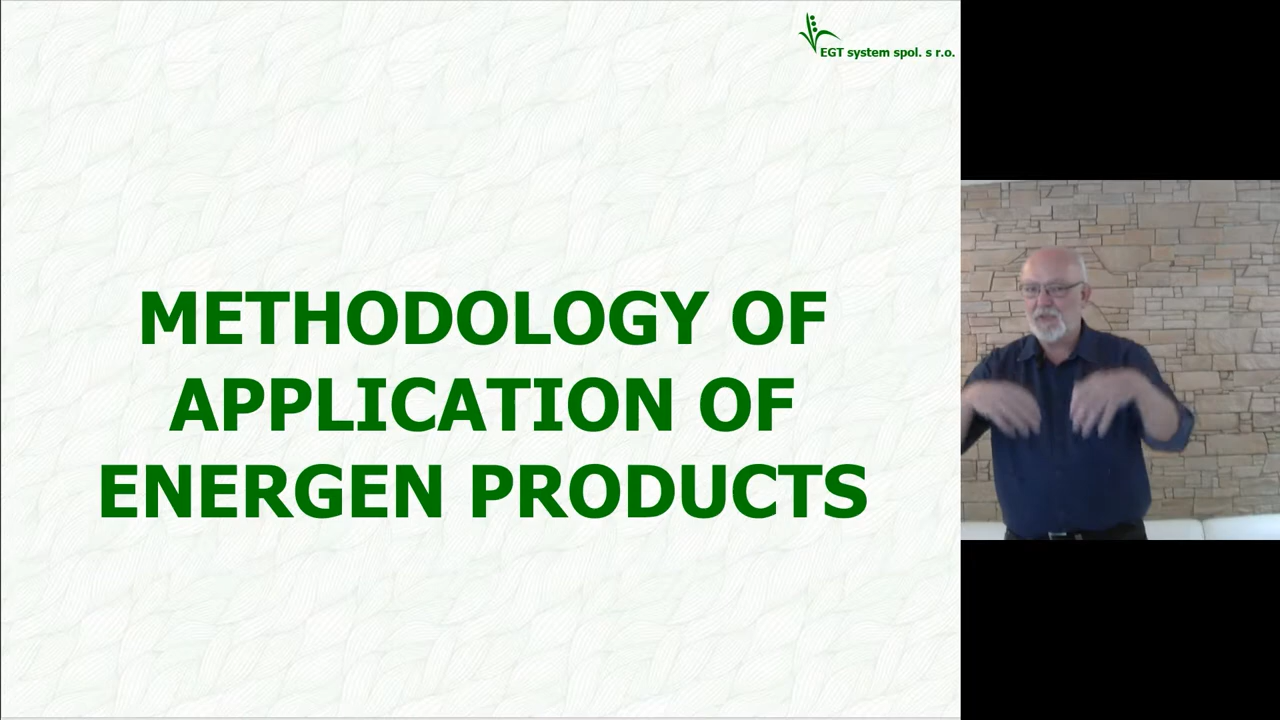 EGT system spol. s r.o.
METHODOLOGY OF
APPLICATION OF
ENERGEN PRODUCTS